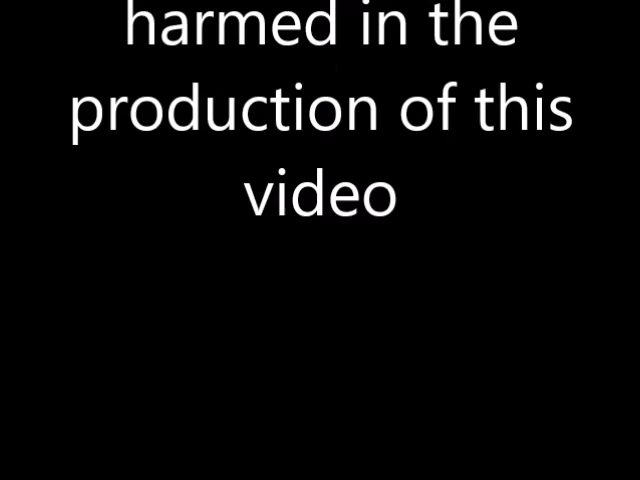 harmed in the
production of this
video